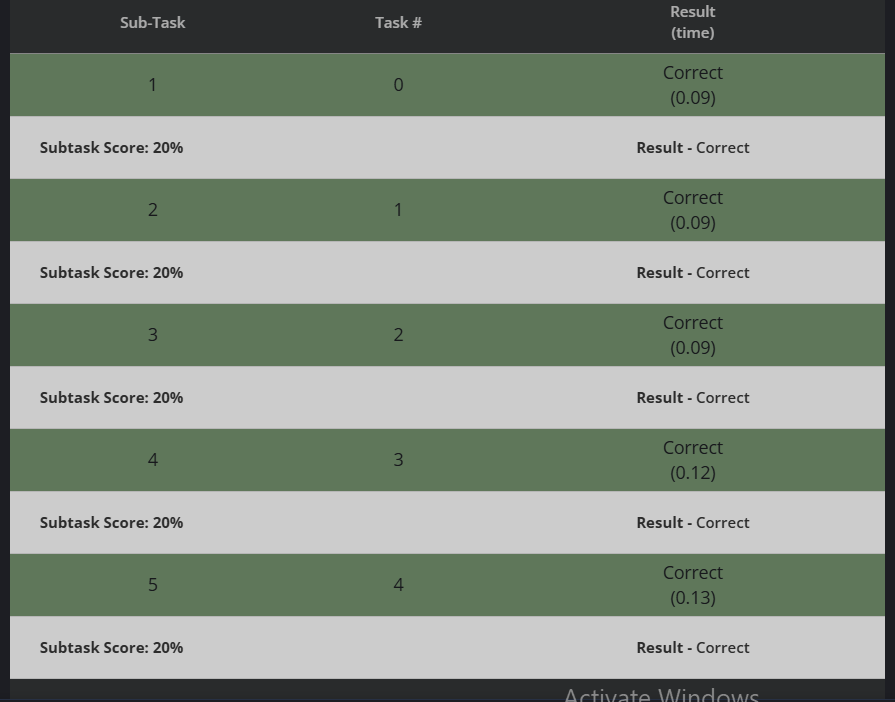 Sub-Task Task # Result
(time)
1 0 Correct
(0.09)
Subtask Score: 20% Result - Correct
2 1 Correct
(0.09)
Subtask Score: 20% Result - Correct
3 2 Correct
(0.09)
Subtask Score: 20% Result - Correct
4 3 Correct
(0.12)
Subtask Score: 20% Result - Correct
5 4 Correct
(0.13)
Subtask Score: 20% Result - Correct
Activate Windows